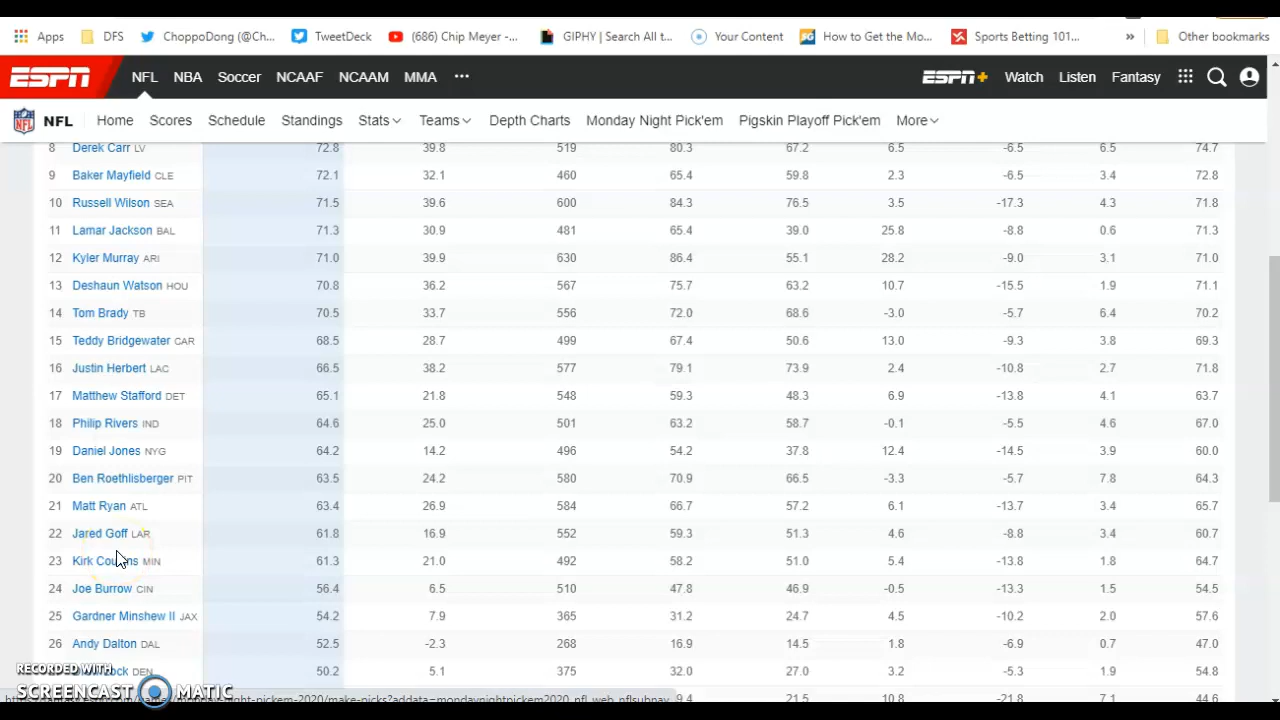 Apps DFS ChoppoDong (@Ch... TweetDeck (686) Chip Meyer -... GIPHY | Search All t... Your Content How to Get the Mo... Sports Betting 101... » Other bookmarks
ESPN NFL NBA Soccer NCAAF NCAAM MMA ••• ESPN+ Watch Listen Fantasy
NFL Home Scores Schedule Standings Stats Teams Depth Charts Monday Night Pick'em Pigskin Playoff Pick'em More
8 Derek Carr LV 72.8 39.8 519 80.3 67.2 6.5 -6.5 6.5 74.7
9 Baker Mayfield CLE 72.1 32.1 460 65.4 59.8 2.3 -6.5 3.4 72.8
10 Russell Wilson SEA 71.5 39.6 600 84.3 76.5 3.5 -17.3 4.3 71.8
11 Lamar Jackson BAL 71.3 30.9 481 65.4 39.0 25.8 -8.8 0.6 71.3
12 Kyler Murray ARI 71.0 39.9 630 86.4 55.1 28.2 -9.0 3.1 71.0
13 Deshaun Watson HOU 70.8 36.2 567 75.7 63.2 10.7 -15.5 1.9 71.1
14 Tom Brady TB 70.5 33.7 556 72.0 68.6 -3.0 -5.7 6.4 70.2
15 Teddy Bridgewater CAR 68.5 28.7 499 67.4 50.6 13.0 -9.3 3.8 69.3
16 Justin Herbert LAC 66.5 38.2 577 79.1 73.9 2.4 -10.8 2.7 71.8
17 Matthew Stafford DET 65.1 21.8 548 59.3 48.3 6.9 -13.8 4.1 63.7
18 Philip Rivers IND 64.6 25.0 501 63.2 58.7 -0.1 -5.5 4.6 67.0
19 Daniel Jones NYG 64.2 14.2 496 54.2 37.8 12.4 -14.5 3.9 60.0
20 Ben Roethlisberger PIT 63.5 24.2 580 70.9 66.5 -3.3 -5.7 7.8 64.3
21 Matt Ryan ATL 63.4 26.9 584 66.7 57.2 6.1 -13.7 3.4 65.7
22 Jared Goff LAR 61.8 16.9 552 59.3 51.3 4.6 -8.8 3.4 60.7
23 Kirk Cousins MIN 61.3 21.0 492 58.2 51.0 5.4 -13.8 1.8 64.7
24 Joe Burrow CIN 56.4 6.5 510 47.8 46.9 -0.5 -13.3 1.5 54.5
25 Gardner Minshew II JAX 54.2 7.9 365 31.2 24.7 4.5 -10.2 2.0 57.6
26 Andy Dalton DAL 52.5 -2.3 268 16.9 14.5 1.8 -6.9 0.7 47.0
DEN 50.2 5.1 375 32.0 27.0 3.2 -5.3 1.9 54.8
21.5 10.8 -21.8 7.1 44.6
RECORDED WITH
SCREENCAST MATIC